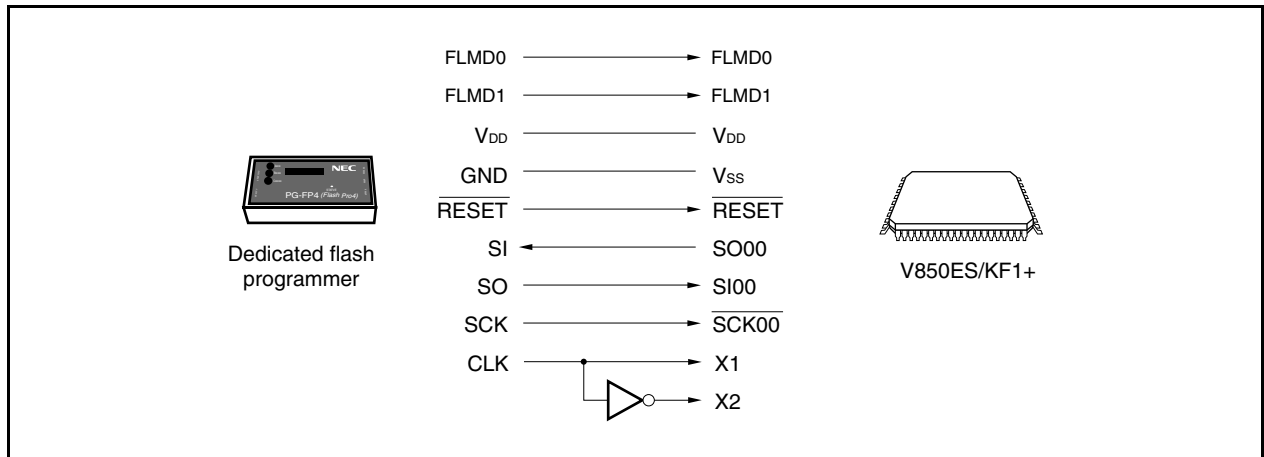 FLMD0 FLMD0
FLMD1 FLMD1
VDD VDD
GND VSS
RESET RESET
SI SO00
SO SI00
SCK SCK00
CLK X1
X2
NEC
PG-FP4 (Flash Pro4)
Dedicated flash
programmer
V850ES/KF1+